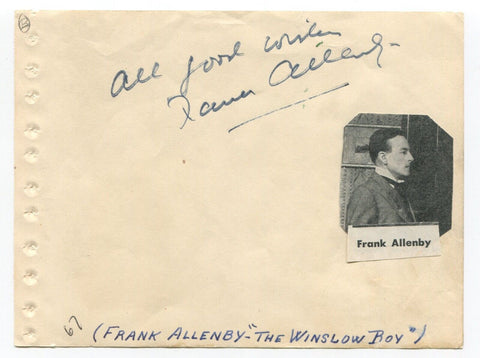 All good wishes
Frank Allenby
Frank Allenby
67
(FRANK ALLENBY - "THE WINSLOW BOY")